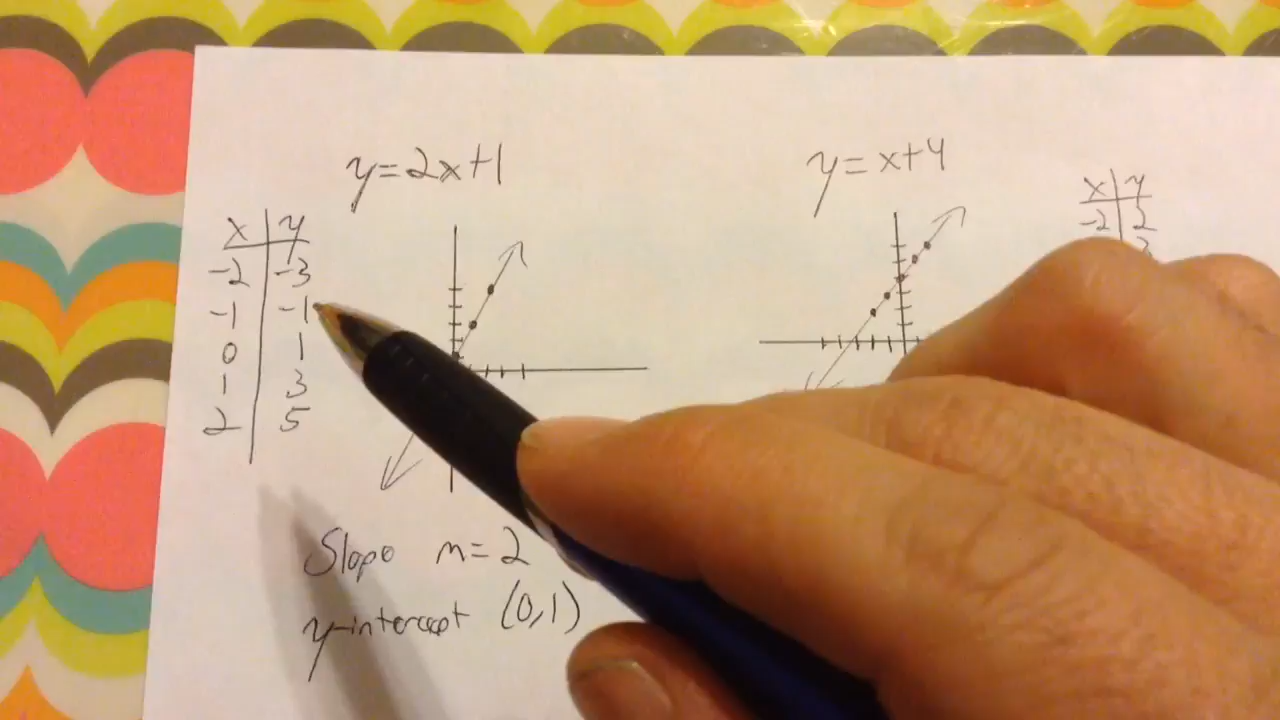 y=2x+1
x y
-2 -3
-1 -1
0 1
1 3
2 5
Slope m=2
y-intercept (0,1)
y=x+4
x y
-2 2